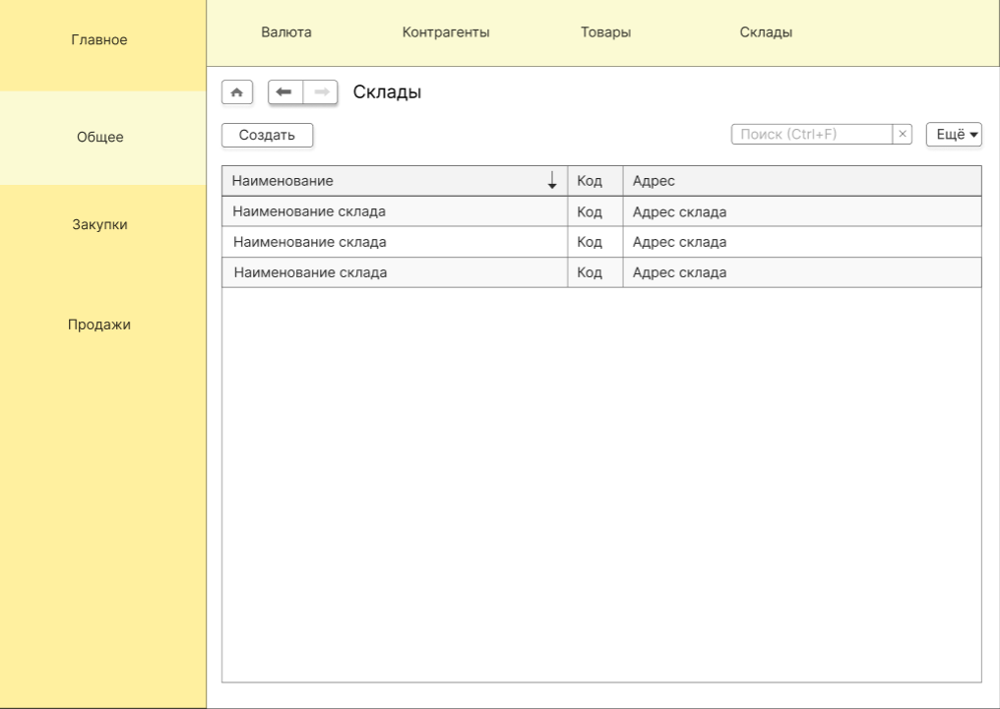 Главное
Общее
Закупки
Продажи
Валюта Контрагенты Товары Склады
Склады
Создать Поиск (Ctrl+F) × Ещё
Наименование Код Адрес
Наименование склада Код Адрес склада
Наименование склада Код Адрес склада
Наименование склада Код Адрес склада